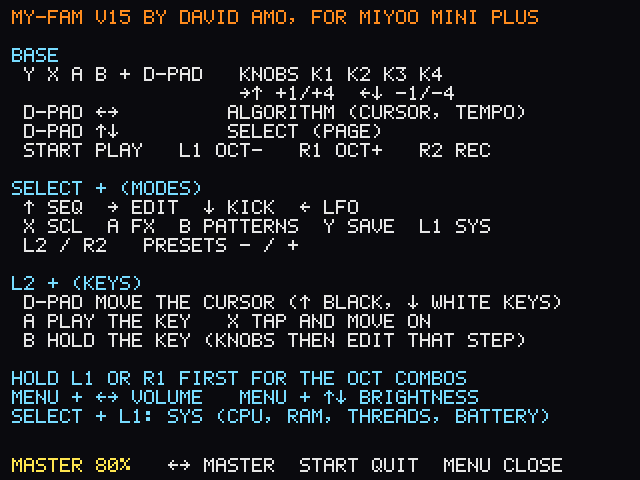 MY-FAM V15 BY DAVID AMO, FOR MIYOO MINI PLUS
BASE
Y X A B + D-PAD   KNOBS K1 K2 K3 K4
→↑ +1/+4  ←↓ -1/-4
D-PAD ↔   ALGORITHM (CURSOR, TEMPO)
D-PAD ↑↓   SELECT (PAGE)
START PLAY   L1 OCT-   R1 OCT+   R2 REC
SELECT + (MODES)
↑ SEQ  → EDIT  ↓ KICK  ← LFO
X SCL  A FX  B PATTERNS  Y SAVE  L1 SYS
L2 / R2   PRESETS - / +
L2 + (KEYS)
D-PAD MOVE THE CURSOR (↑ BLACK, ↓ WHITE KEYS)
A PLAY THE KEY   X TAP AND MOVE ON
B HOLD THE KEY (KNOBS THEN EDIT THAT STEP)
HOLD L1 OR R1 FIRST FOR THE OCT COMBOS
MENU + ↔ VOLUME   MENU + ↑↓ BRIGHTNESS
SELECT + L1: SYS (CPU, RAM, THREADS, BATTERY)
MASTER 80%   ↔ MASTER  START QUIT  MENU CLOSE